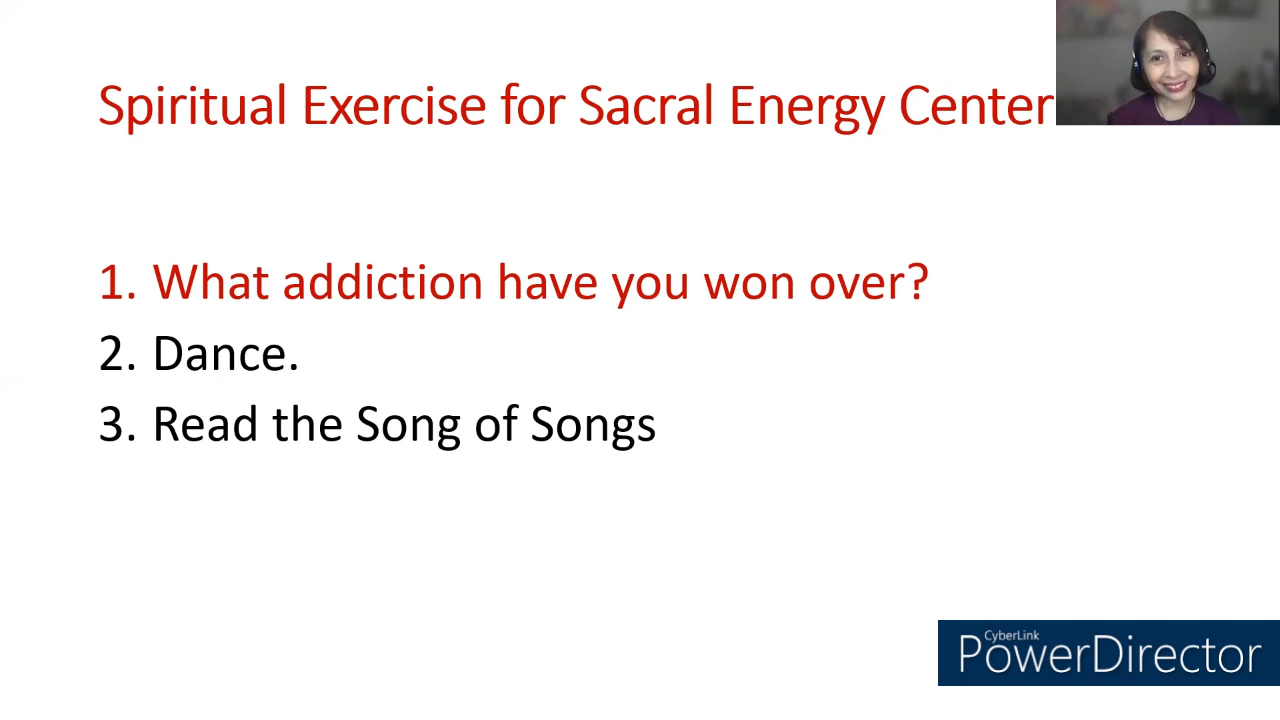 Spiritual Exercise for Sacral Energy Center
1. What addiction have you won over?
2. Dance.
3. Read the Song of Songs
CyberLink
PowerDirector